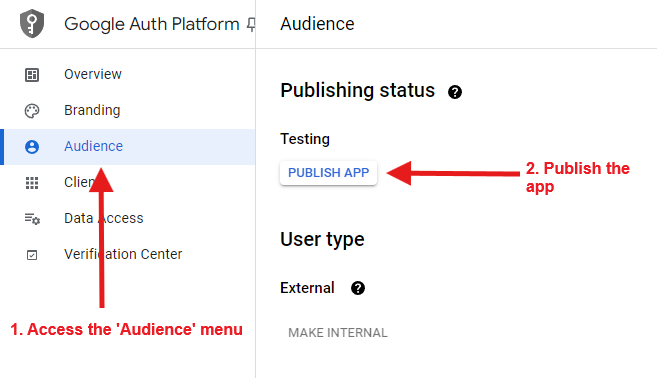 Google Auth Platform
Audience
Overview
Branding
Audience
Clien
Data Access
Verification Center
1. Access the 'Audience' menu
Publishing status
Testing
PUBLISH APP
2. Publish the
app
User type
External
MAKE INTERNAL